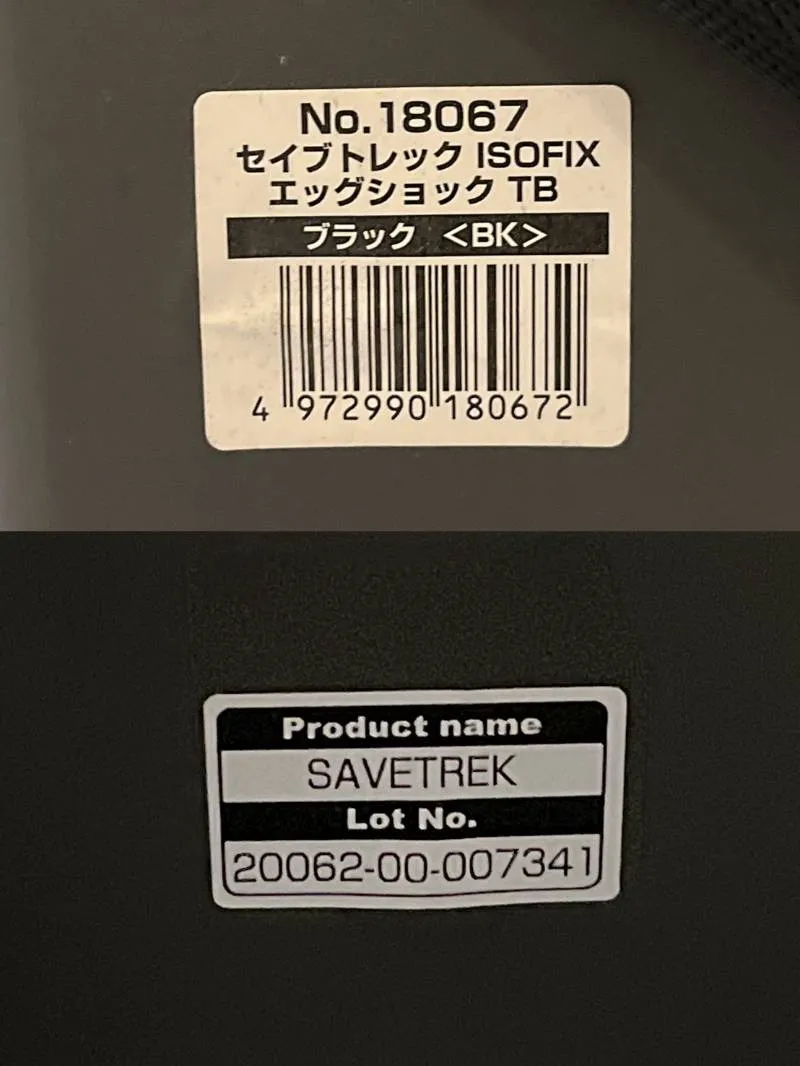 No.18067
セイブトレック ISOFIX
エッグショック TB
ブラック <BK>
4 972990 180672
Product name
SAVETREK
Lot No.
20062-00-007341